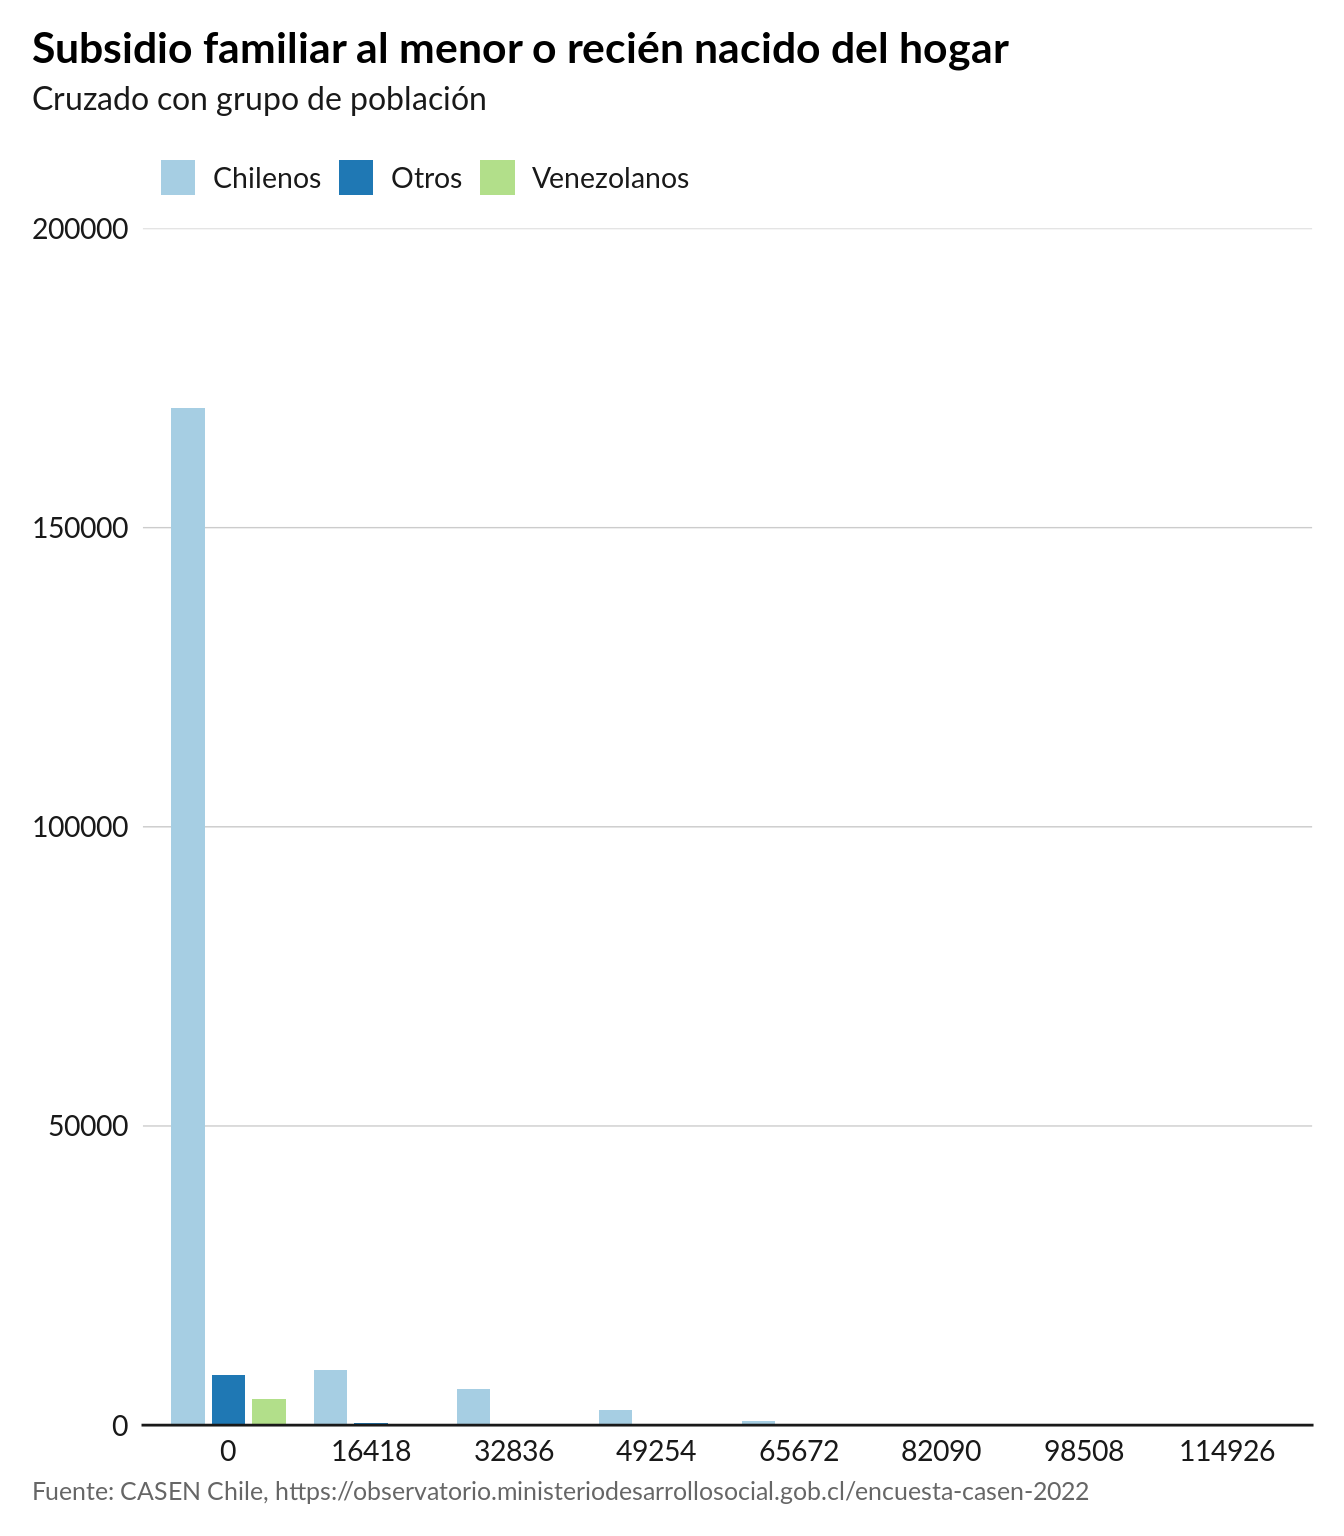 Subsidio familiar al menor o recién nacido del hogar
Cruzado con grupo de población
Chilenos Otros Venezolanos
200000
150000
100000
50000
0
0 16418 32836 49254 65672 82090 98508 114926
Fuente: CASEN Chile, https://observatorio.ministeriodesarrollosocial.gob.cl/encuesta-casen-2022